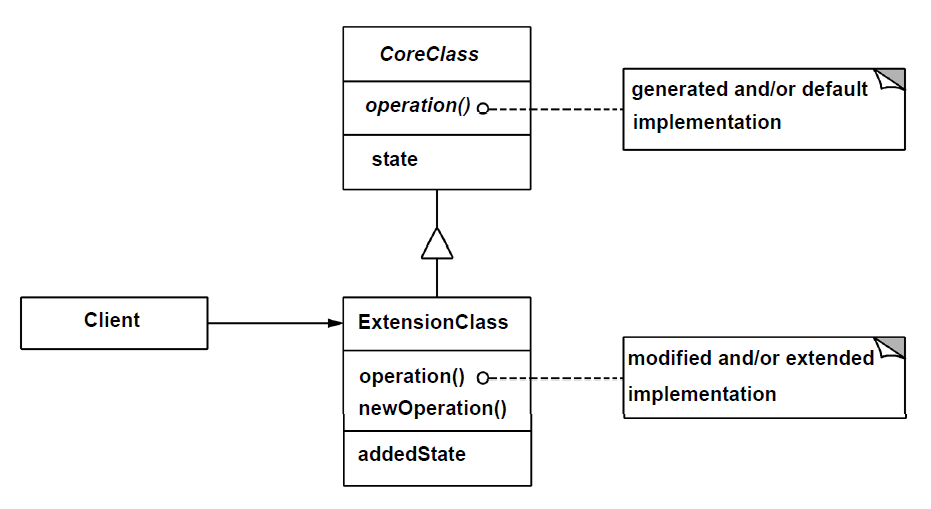 CoreClass
operation()
state
generated and/or default
implementation
Client
ExtensionClass
operation()
newOperation()
addedState
modified and/or extended
implementation